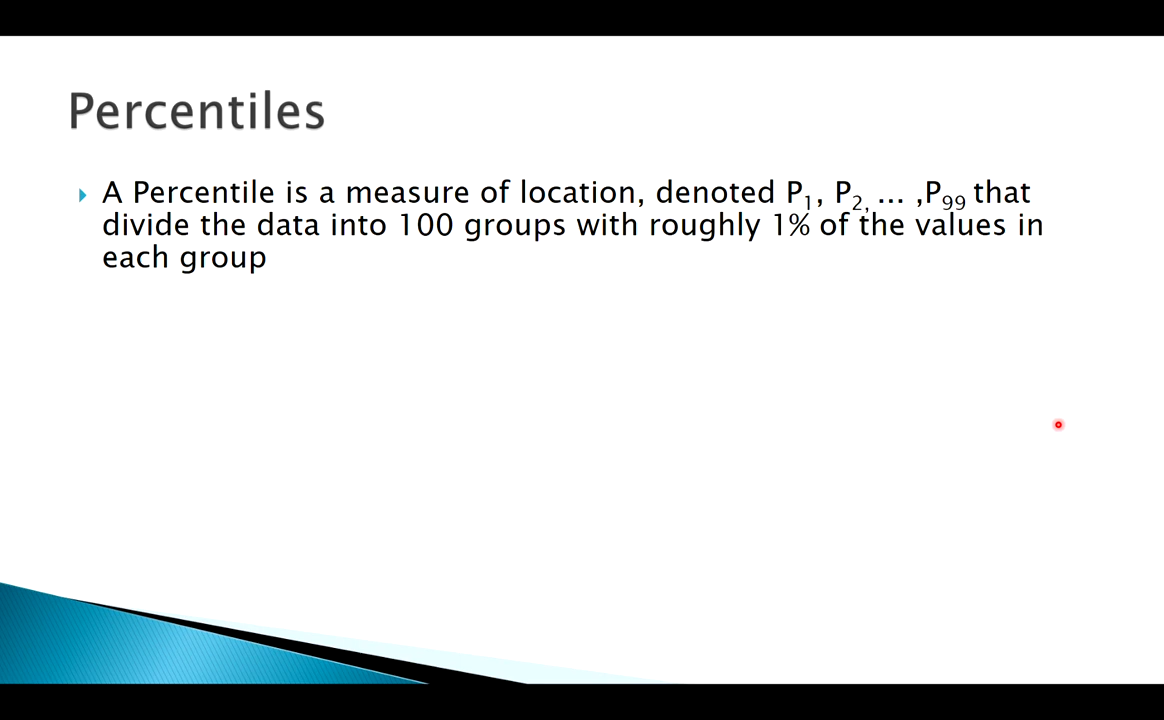 Percentiles
A Percentile is a measure of location, denoted P₁, P₂, ... ,P₉₉ that
divide the data into 100 groups with roughly 1% of the values in
each group